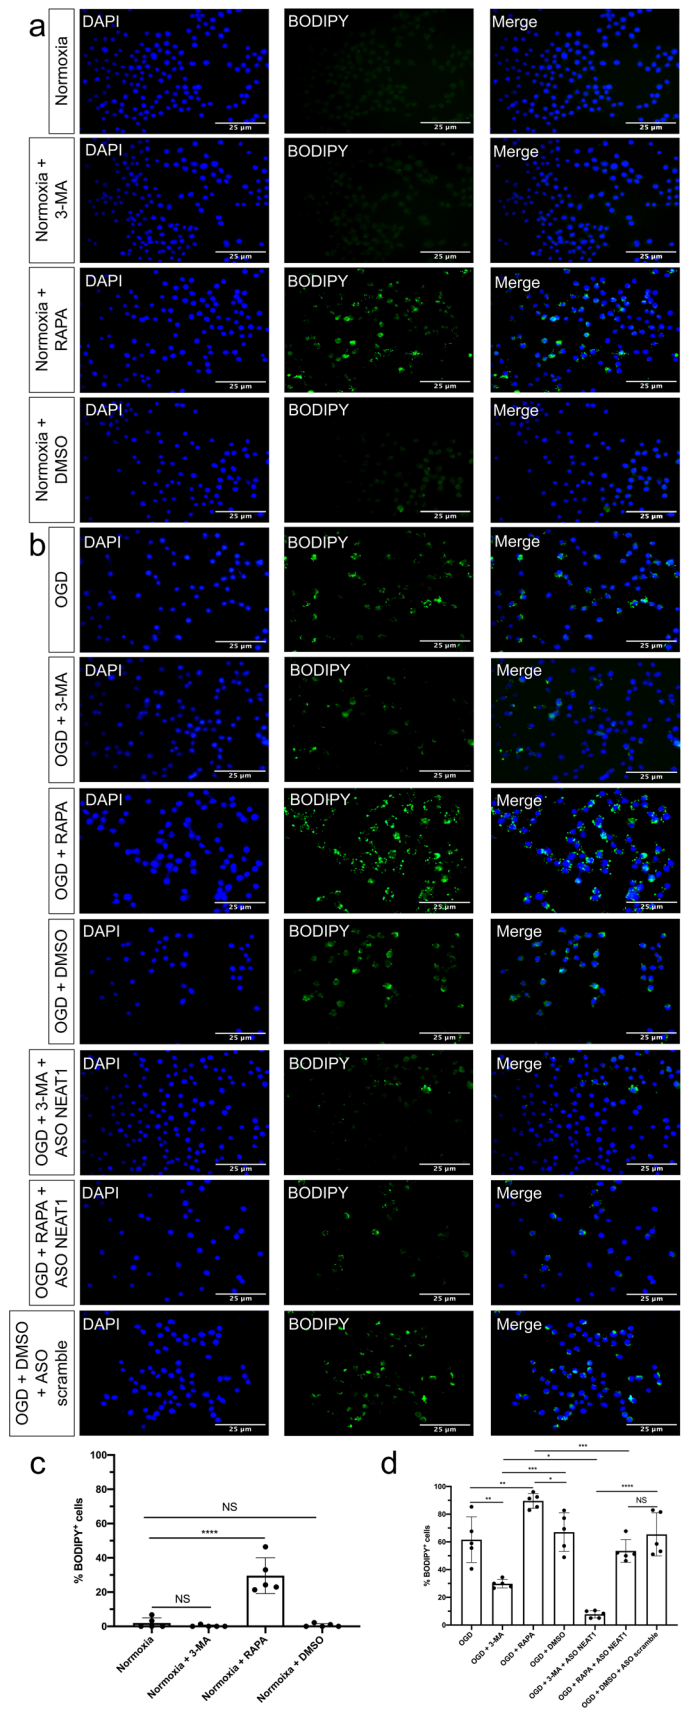 a
Normoxia
DAPI
BODIPY
Merge
25 µm
25 µm
25 µm
Normoxia +
3-MA
DAPI
BODIPY
Merge
25 µm
25 µm
25 µm
Normoxia +
RAPA
DAPI
BODIPY
Merge
25 µm
25 µm
25 µm
Normoxia +
DMSO
DAPI
BODIPY
Merge
25 µm
25 µm
25 µm
b
OGD
DAPI
BODIPY
Merge
25 µm
25 µm
25 µm
OGD + 3-MA
DAPI
BODIPY
Merge
25 µm
25 µm
25 µm
OGD + RAPA
DAPI
BODIPY
Merge
25 µm
25 µm
25 µm
OGD + DMSO
DAPI
BODIPY
Merge
25 µm
25 µm
25 µm
OGD + 3-MA +
ASO NEAT1
DAPI
BODIPY
Merge
25 µm
25 µm
25 µm
OGD + RAPA +
ASO NEAT1
DAPI
BODIPY
Merge
25 µm
25 µm
25 µm
OGD + DMSO
+ ASO
scramble
DAPI
BODIPY
Merge
25 µm
25 µm
25 µm
c
% BODIPY⁺ cells
100
80
60
40
20
0
NS
****
NS
Normoxia
Normoxia + 3-MA
Normoxia + RAPA
Normoixa + DMSO
d
% BODIPY⁺ cells
100
80
60
40
20
0
***
*
***
**
*
**
****
NS
OGD
OGD + 3-MA
OGD + RAPA
OGD + DMSO
OGD + 3-MA + ASO NEAT1
OGD + RAPA + ASO NEAT1
OGD + DMSO + ASO scramble